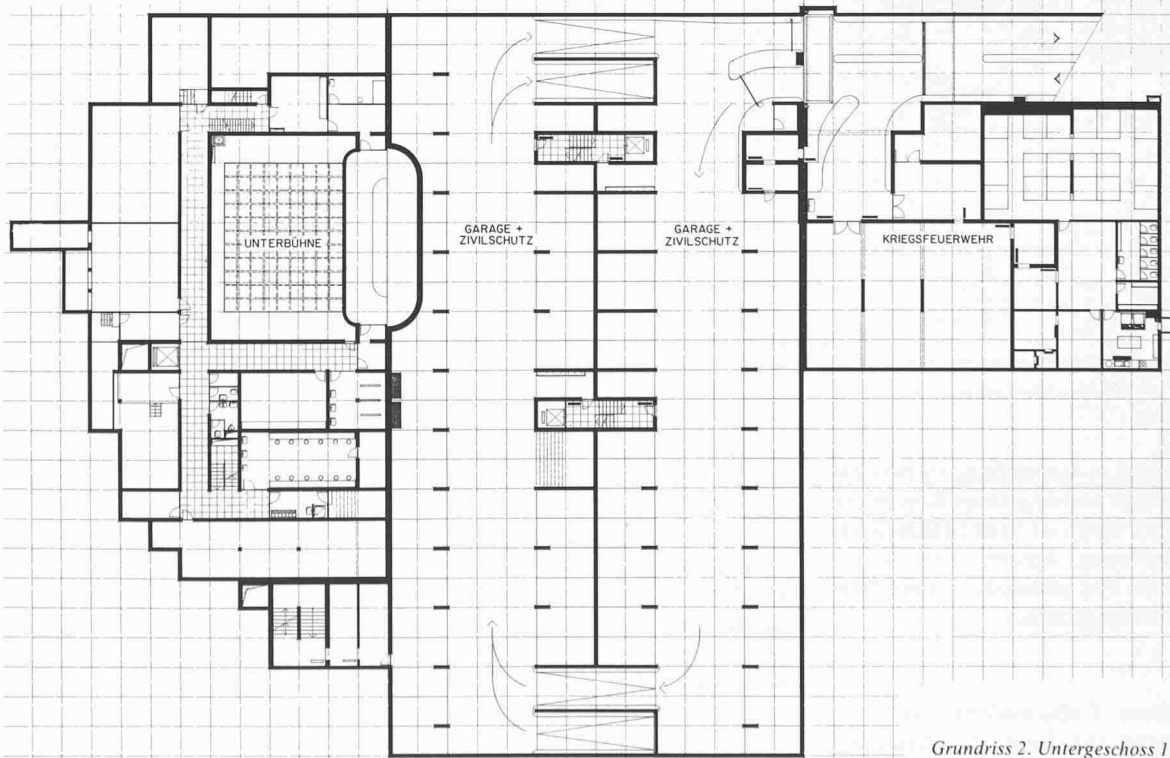 UNTERBÜHNE
GARAGE +
ZIVILSCHUTZ
GARAGE +
ZIVILSCHUTZ
KRIEGSFEUERWEHR
Grundriss 2. Untergeschoss 1